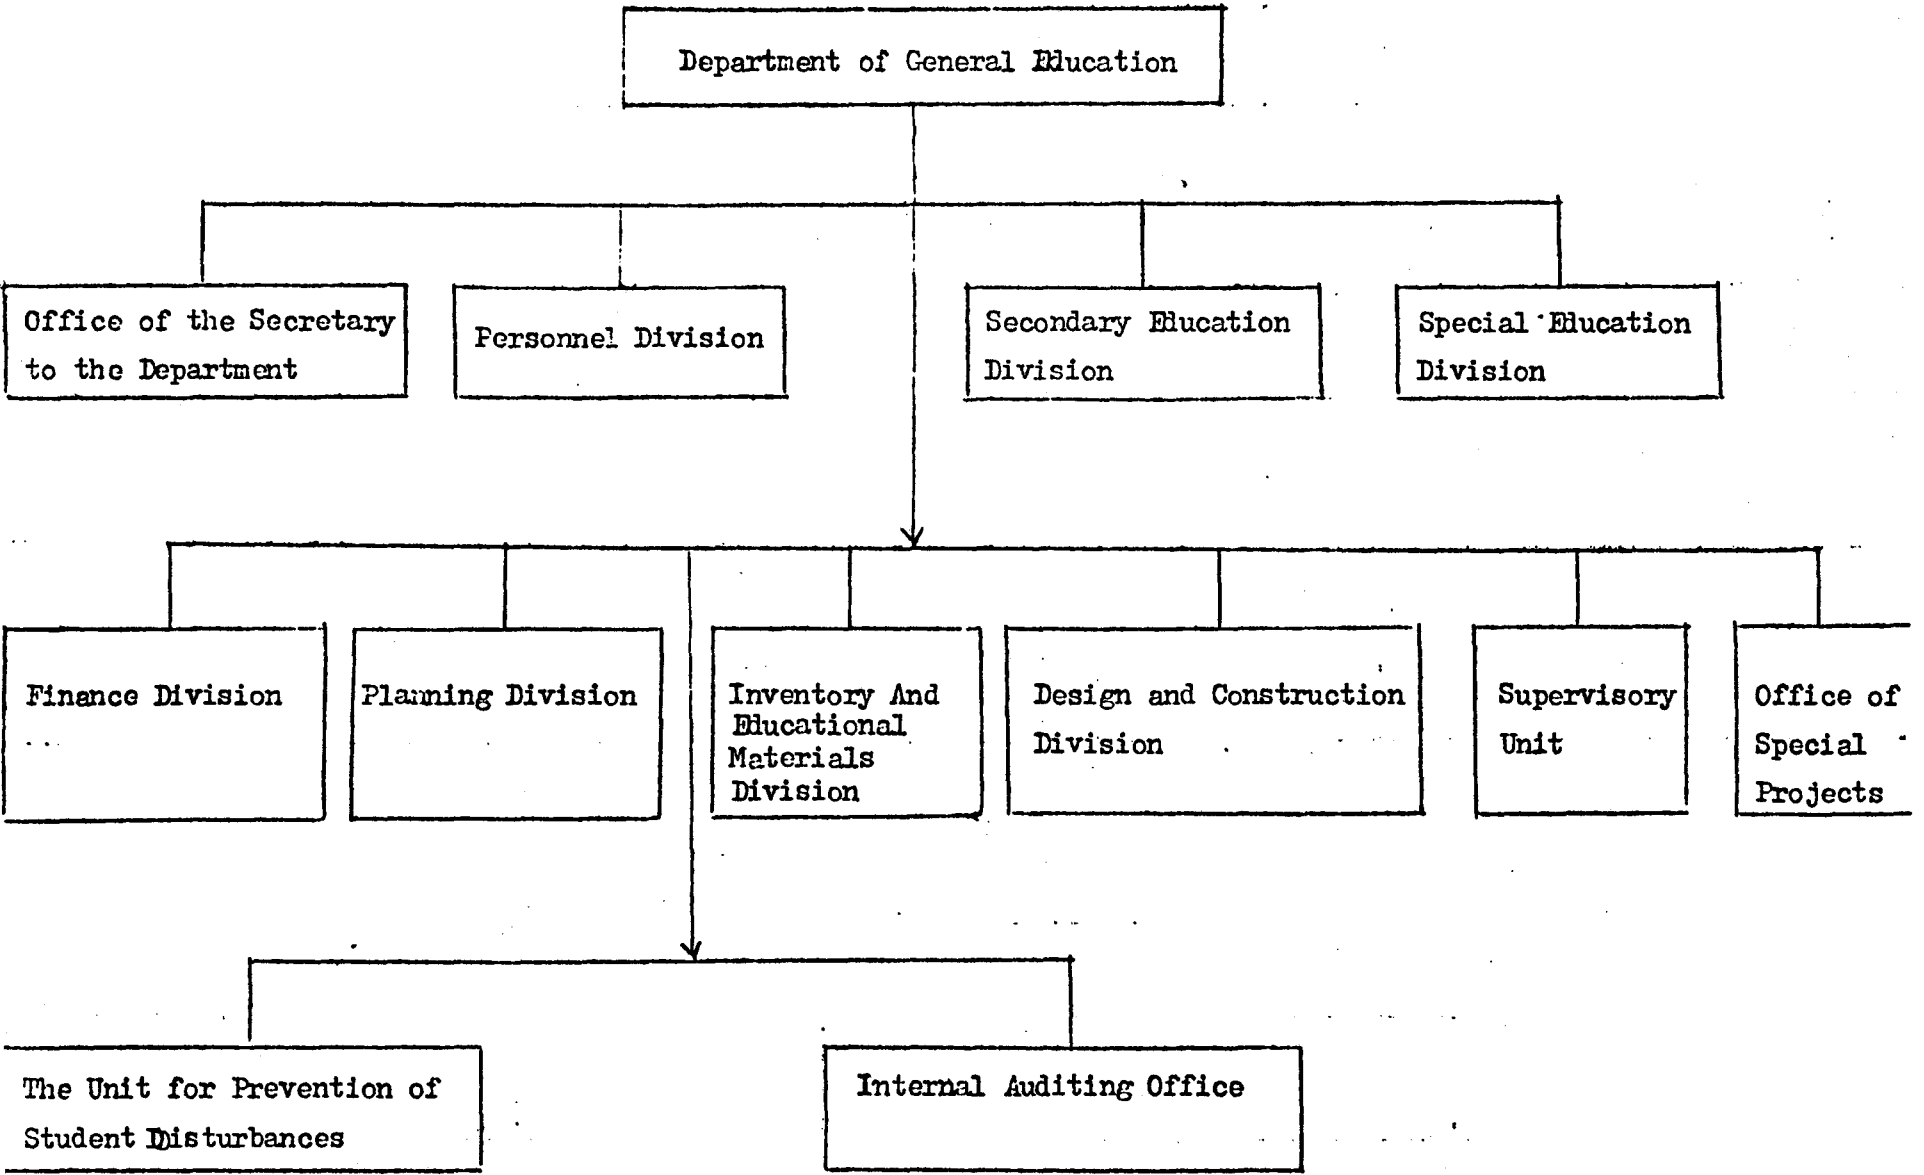 Department of General Education
Office of the Secretary
to the Department
Personnel Division
Secondary Education
Division
Special Education
Division
Finance Division
Planning Division
Inventory And
Educational
Materials
Division
Design and Construction
Division
Supervisory
Unit
Office of
Special
Projects
The Unit for Prevention of
Student Disturbances
Internal Auditing Office